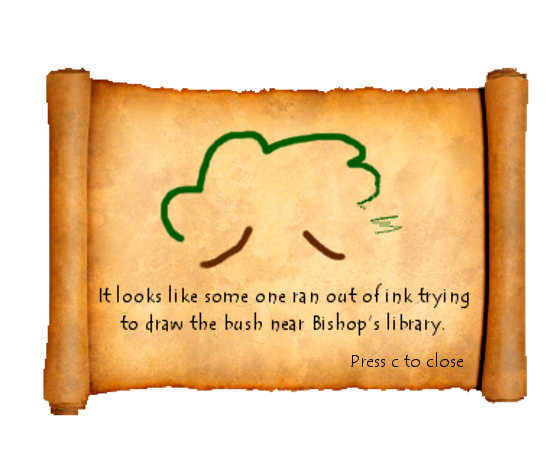 It looks like some one ran out of ink trying
to draw the bush near Bishop's library.
Press c to close